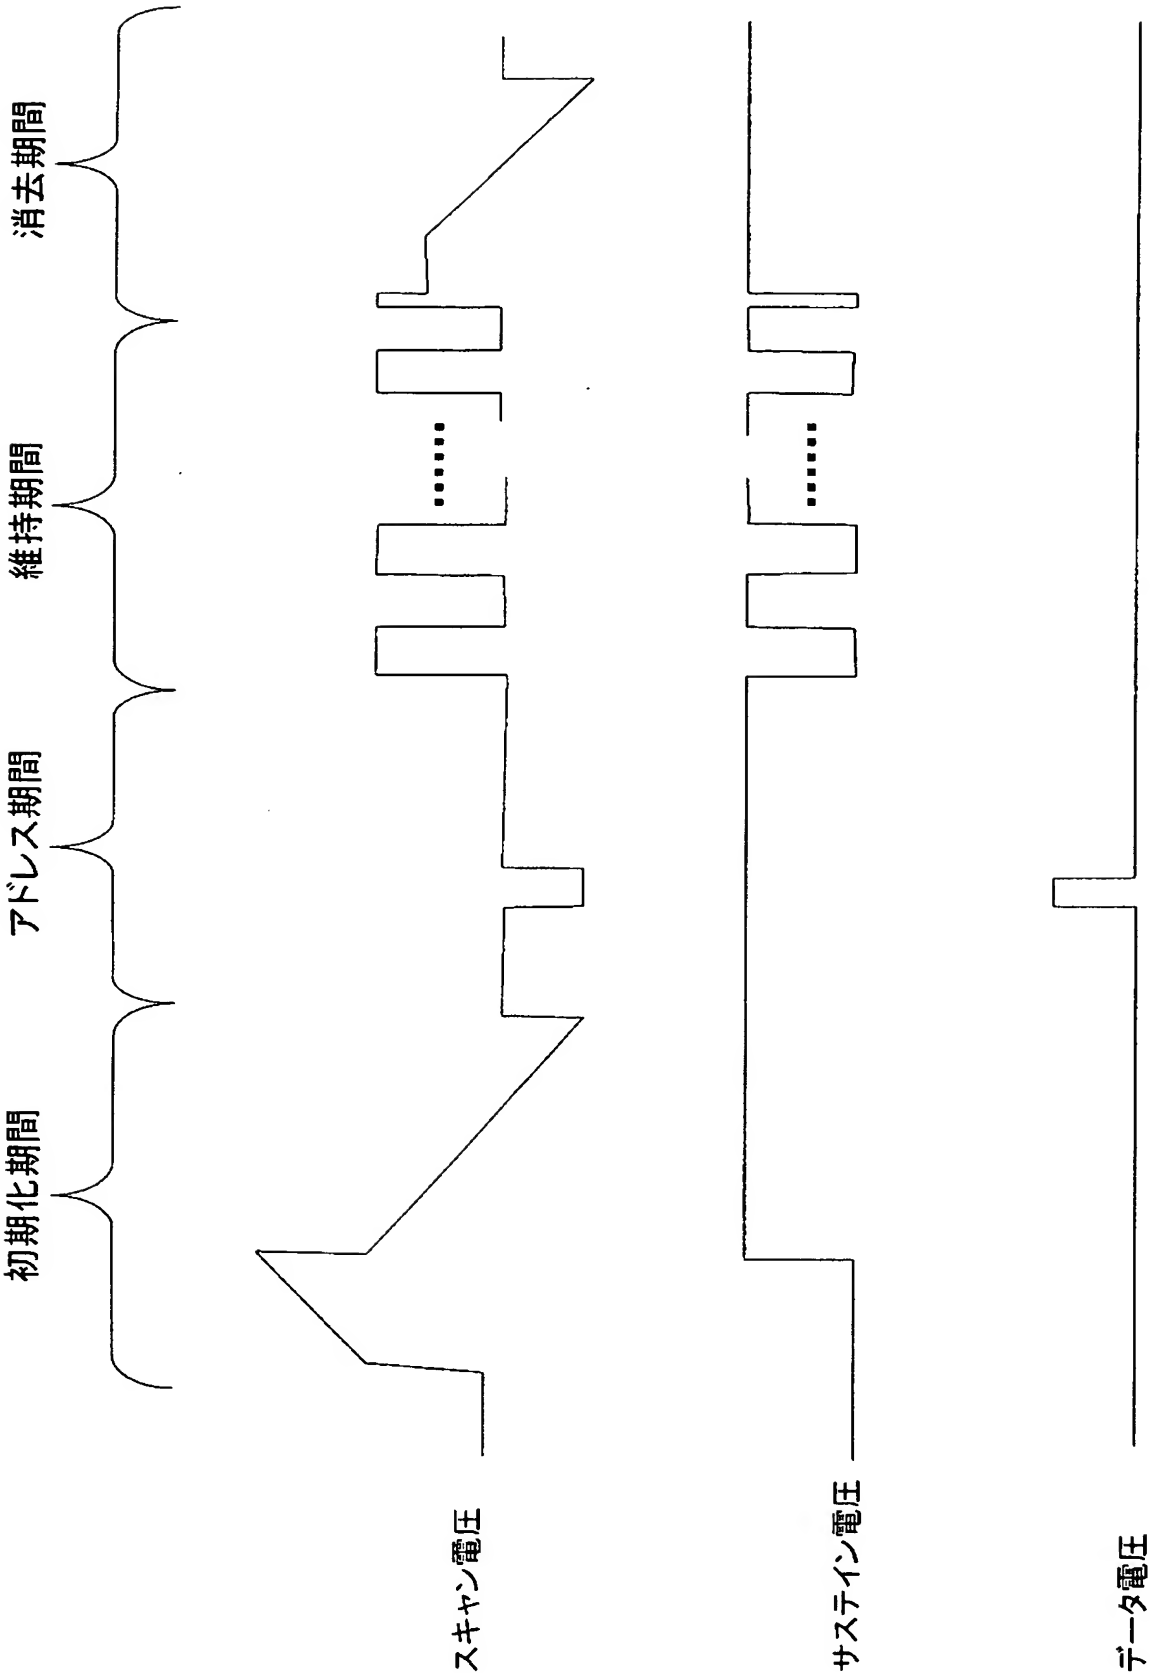 初期化期間
アドレス期間
維持期間
消去期間
スキャン電圧
サステイン電圧
データ電圧